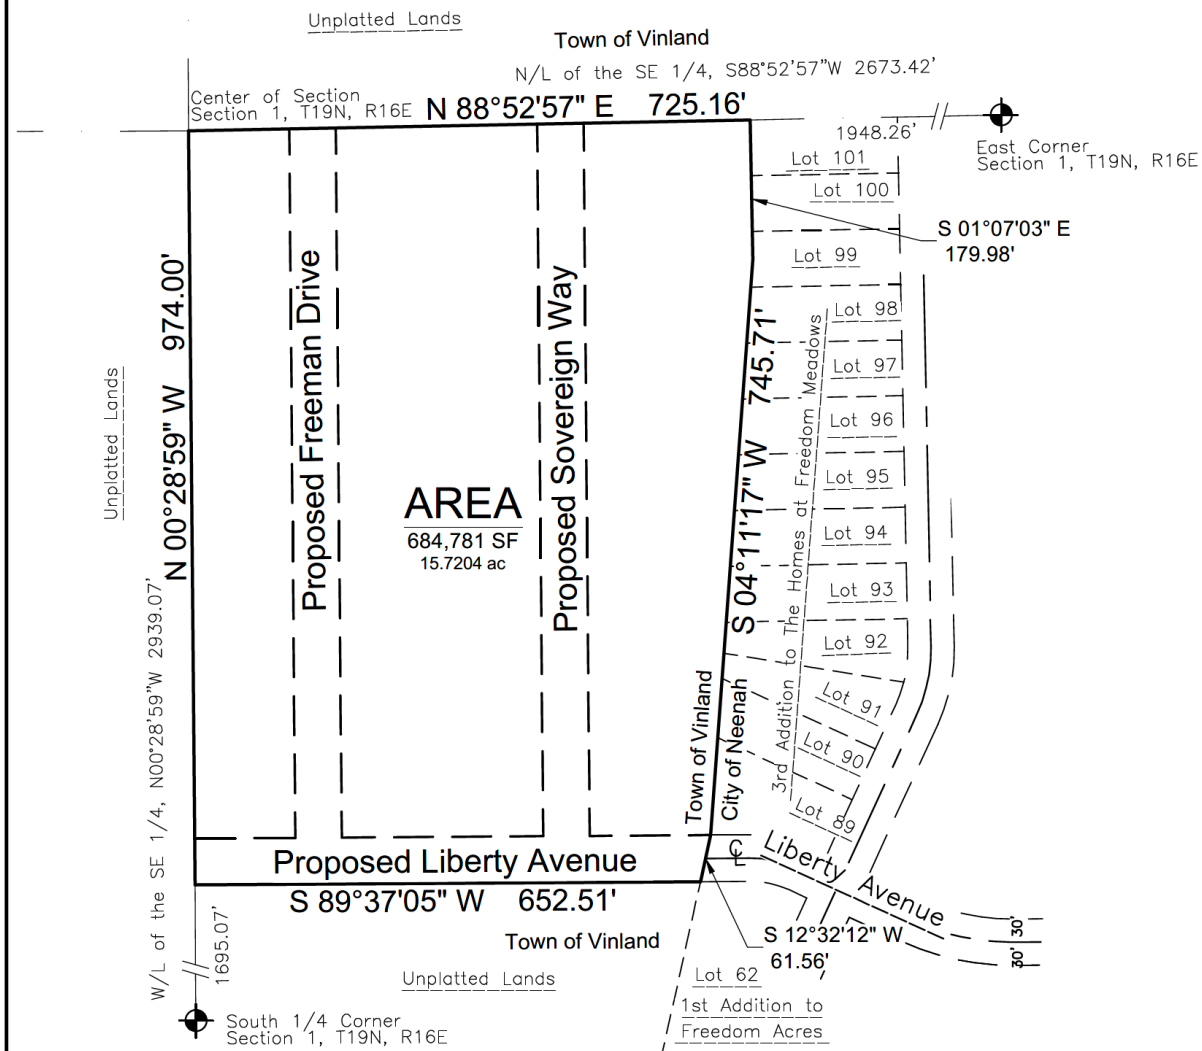 Unplatted Lands
Town of Vinland
N/L of the SE 1/4, S88°52'57"W 2673.42'
Center of Section
Section 1, T19N, R16E
N 88°52'57" E 725.16'
1948.26'
East Corner
Section 1, T19N, R16E
Lot 101
Lot 100
S 01°07'03" E
179.98'
Lot 99
Lot 98
Lot 97
Lot 96
Lot 95
Lot 94
Lot 93
Lot 92
Lot 91
Lot 90
Lot 89
3rd Addition to The Homes at Freedom Meadows
S 04°11'17" W 745.71'
Unplatted Lands
N 00°28'59" W 974.00'
W/L of the SE 1/4, N00°28'59"W 2939.07'
Proposed Freeman Drive
Proposed Sovereign Way
AREA
684,781 SF
15.7204 ac
Town of Vinland
City of Neenah
Proposed Liberty Avenue
CL
Liberty Avenue
30'
30'
S 89°37'05" W 652.51'
S 12°32'12" W
61.56'
Town of Vinland
1695.07'
Unplatted Lands
Lot 62
1st Addition to
Freedom Acres
South 1/4 Corner
Section 1, T19N, R16E